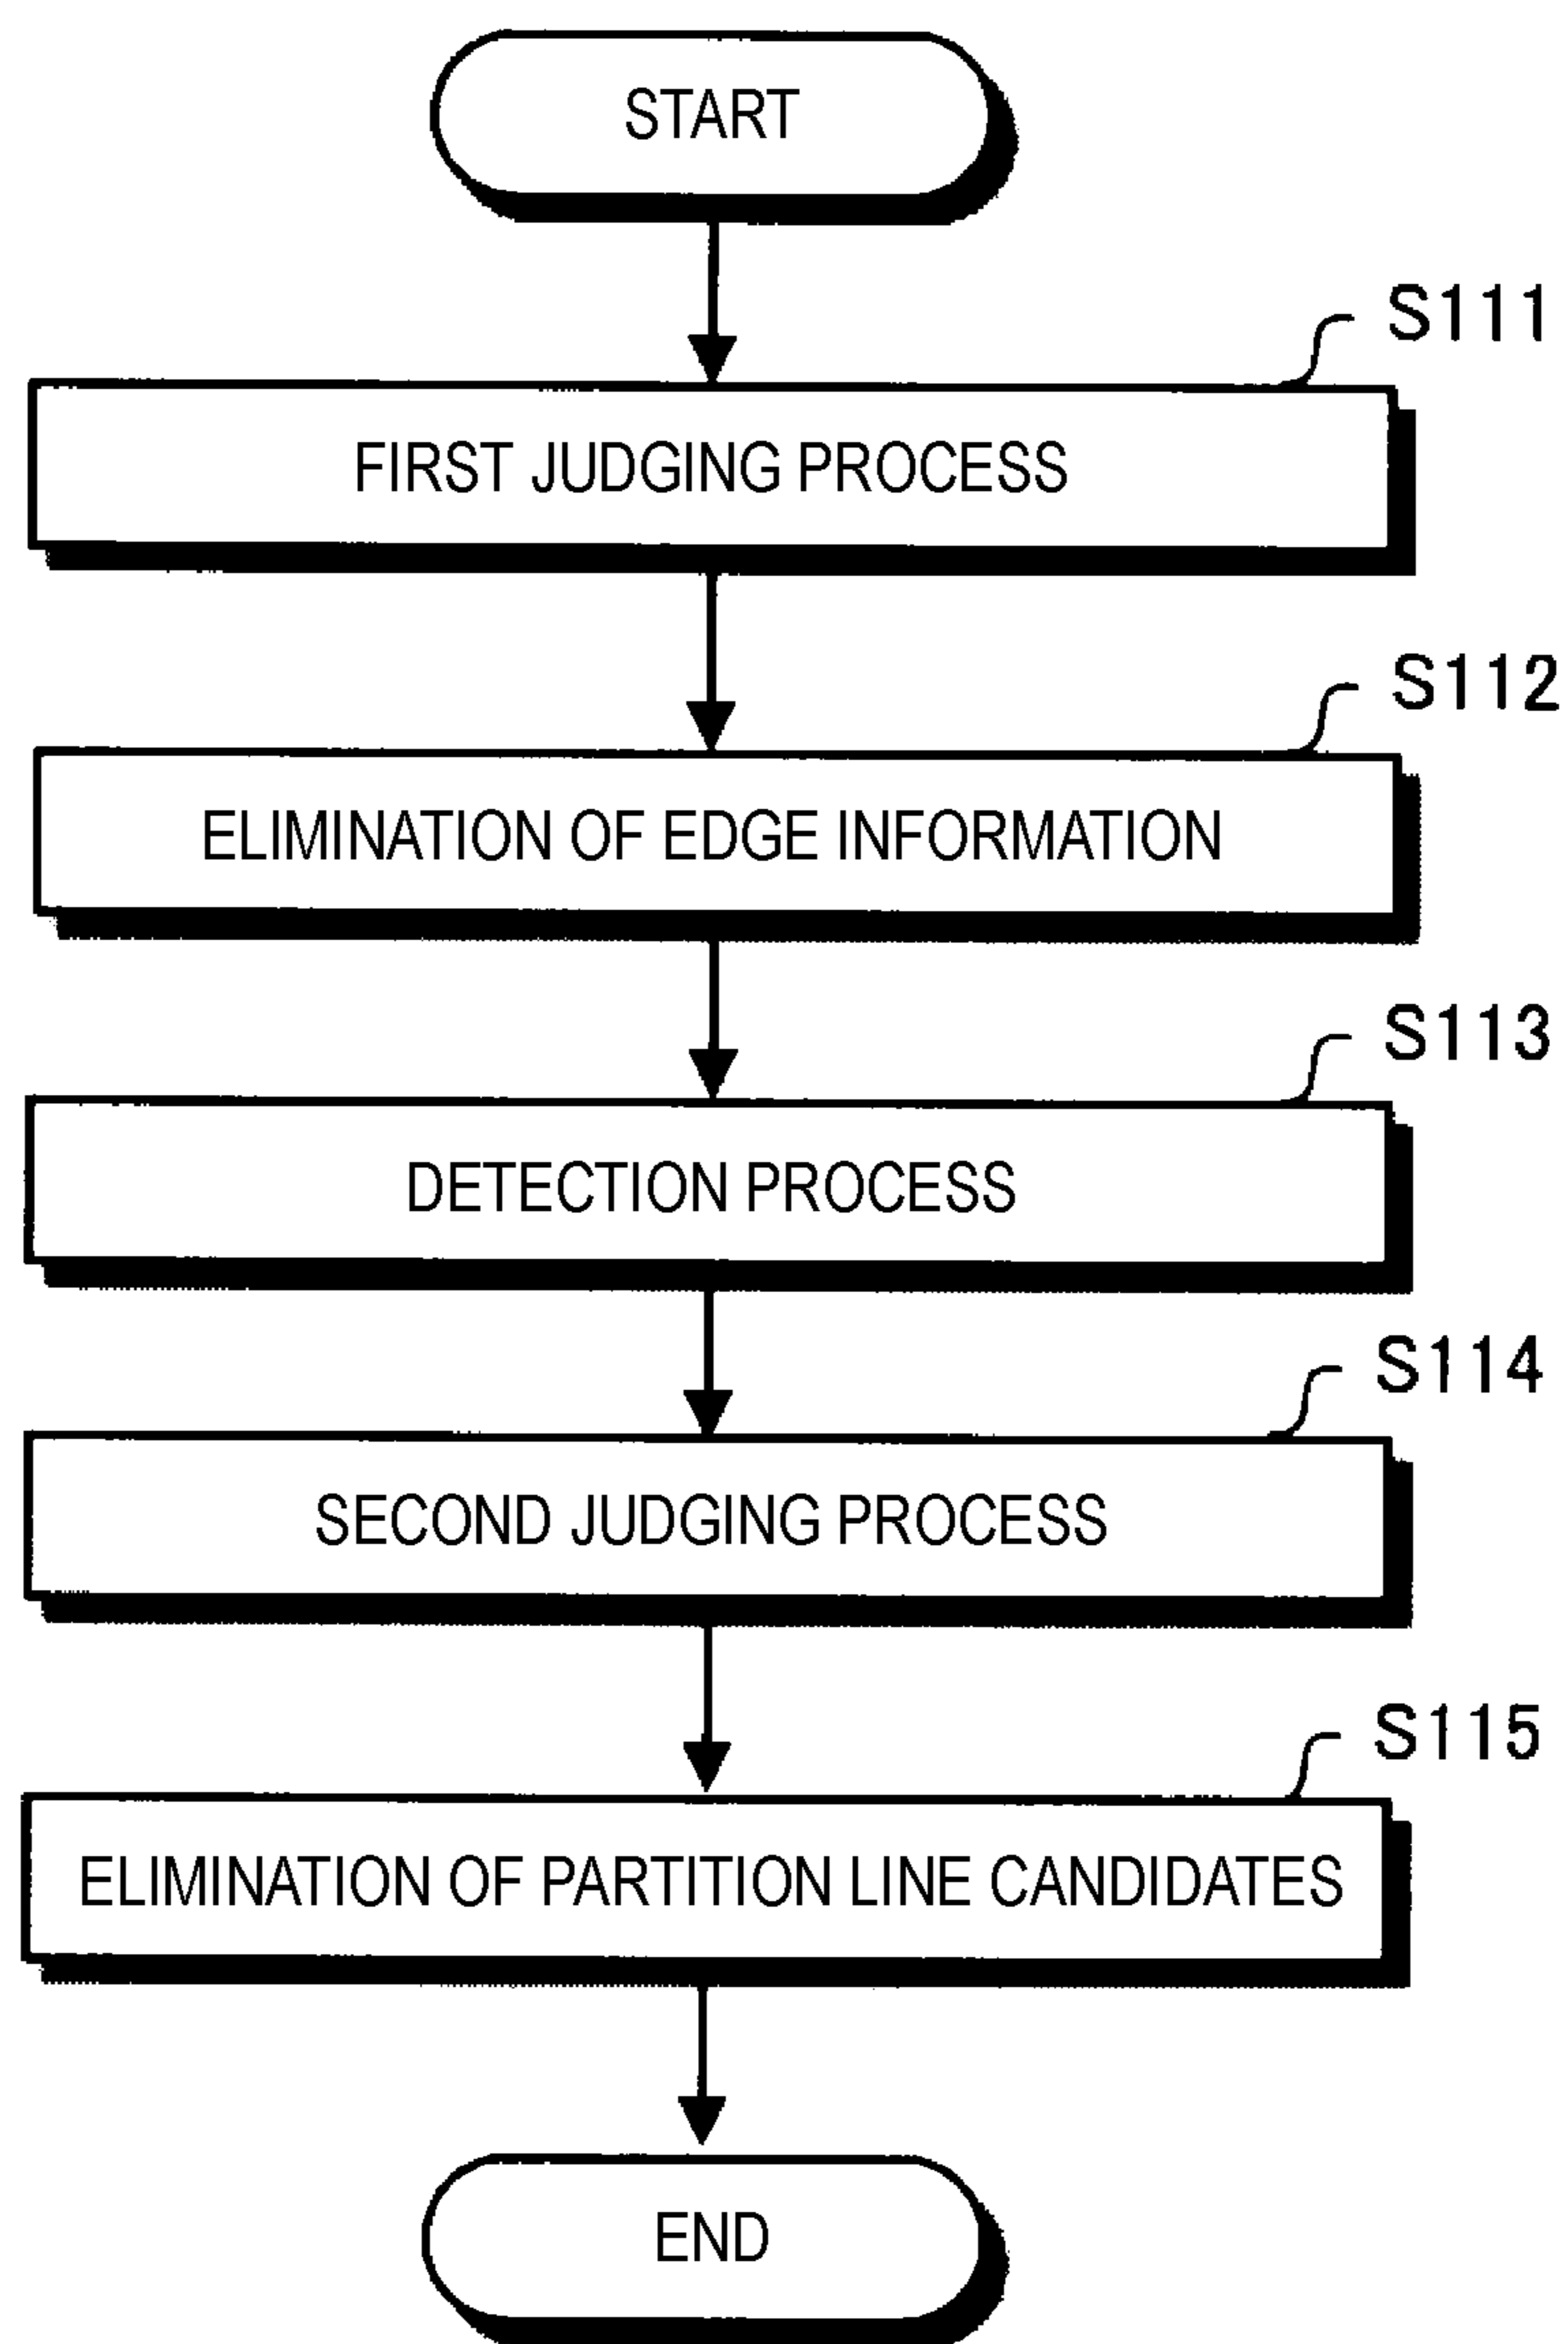 START
S111
FIRST JUDGING PROCESS
S112
ELIMINATION OF EDGE INFORMATION
S113
DETECTION PROCESS
S114
SECOND JUDGING PROCESS
S115
ELIMINATION OF PARTITION LINE CANDIDATES
END